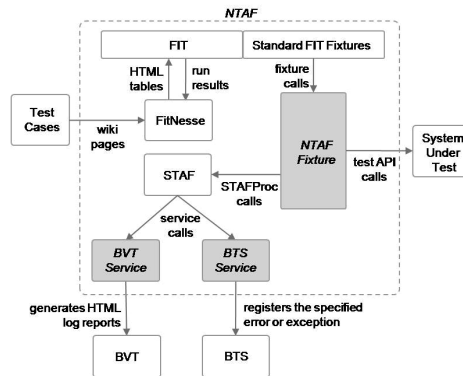 NTAF
FIT
Standard FIT Fixtures
HTML
tables
run
results
fixture
calls
Test
Cases
wiki
pages
FitNesse
NTAF
Fixture
test API
calls
System
Under
Test
STAF
STAFProc
calls
service
calls
BVT
Service
BTS
Service
generates HTML
log reports
registers the specified
error or exception
BVT
BTS